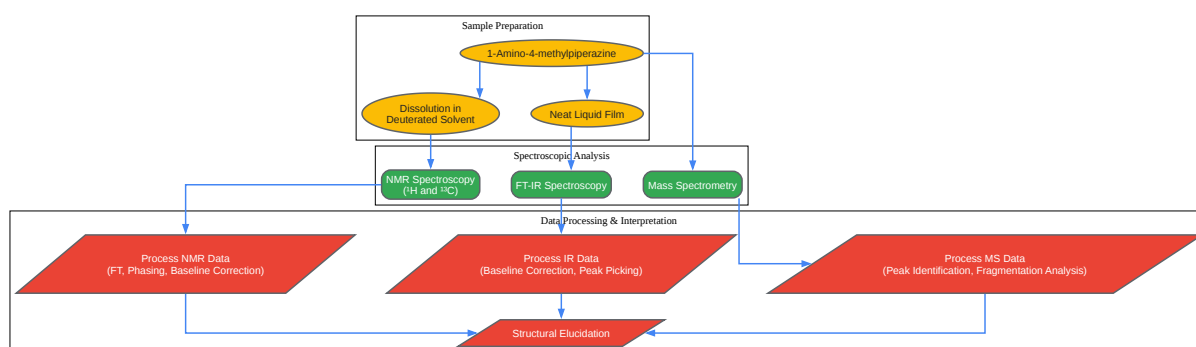 Sample Preparation
1-Amino-4-methylpiperazine
Dissolution in
Deuterated Solvent
Neat Liquid Film
Spectroscopic Analysis
NMR Spectroscopy
(¹H and ¹³C)
FT-IR Spectroscopy
Mass Spectrometry
Data Processing & Interpretation
Process NMR Data
(FT, Phasing, Baseline Correction)
Process IR Data
(Baseline Correction, Peak Picking)
Process MS Data
(Peak Identification, Fragmentation Analysis)
Structural Elucidation